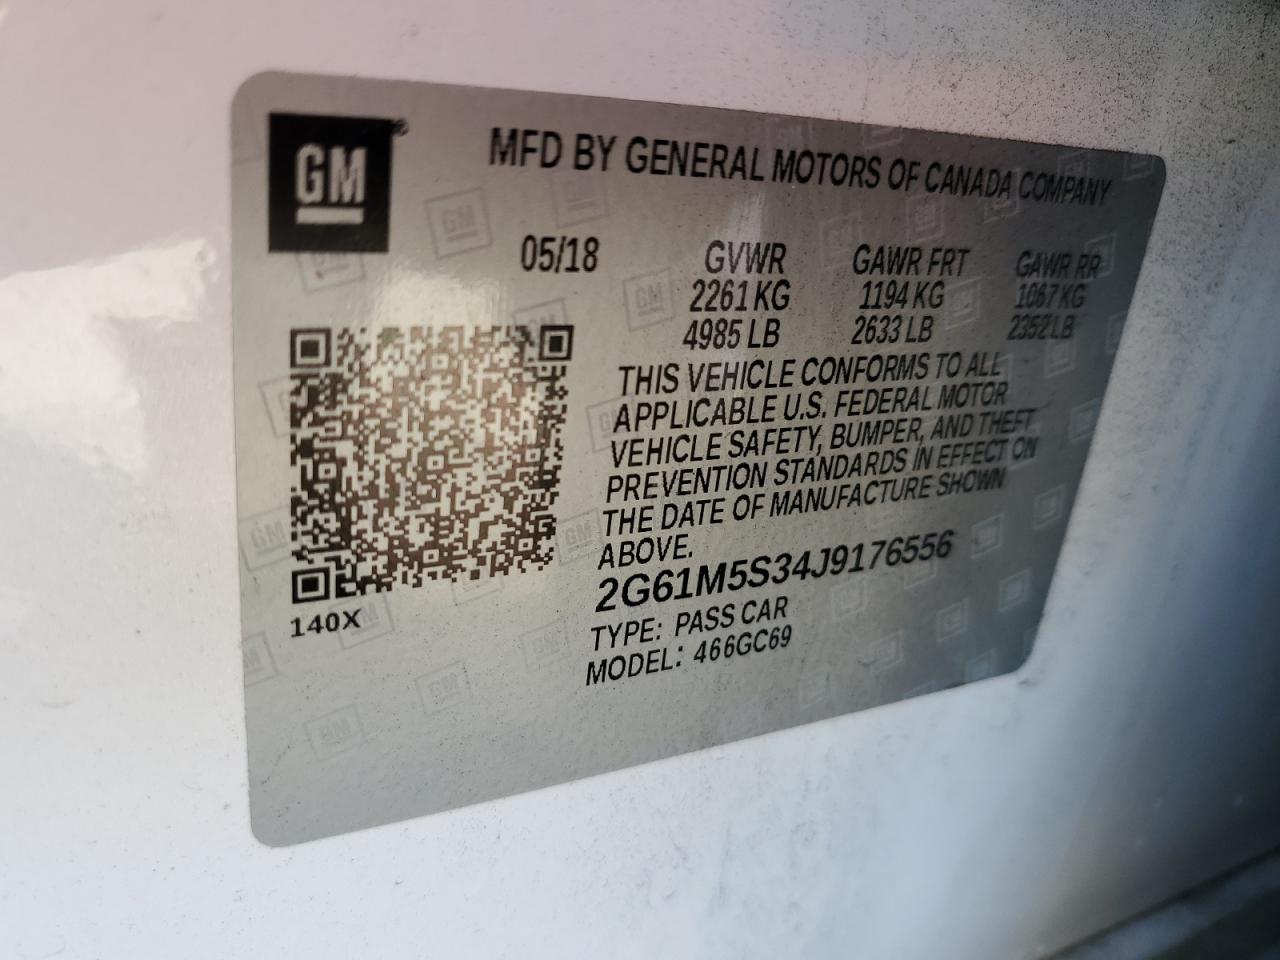 GM®
MFD BY GENERAL MOTORS OF CANADA COMPANY
05/18 GVWR GAWR FRT GAWR RR
2261 KG 1194 KG 1067 KG
4985 LB 2633 LB 2352 LB
THIS VEHICLE CONFORMS TO ALL
APPLICABLE U.S. FEDERAL MOTOR
VEHICLE SAFETY, BUMPER, AND THEFT
PREVENTION STANDARDS IN EFFECT ON
THE DATE OF MANUFACTURE SHOWN
ABOVE.
2G61M5S34J9176556
TYPE: PASS CAR
MODEL: 466GC69
140X